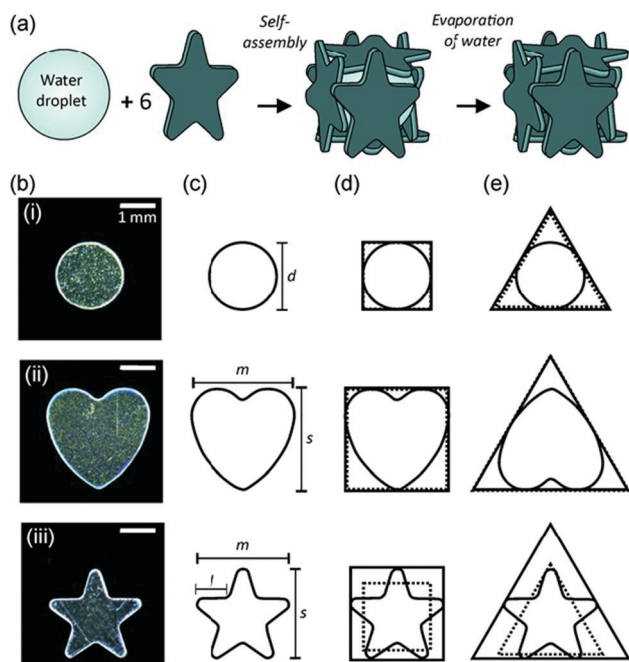 (a)
Self-
assembly
Evaporation
of water
Water
droplet
+ 6
(b)
(c)
(d)
(e)
(i)
1 mm
d
(ii)
m
s
(iii)
m
l
s